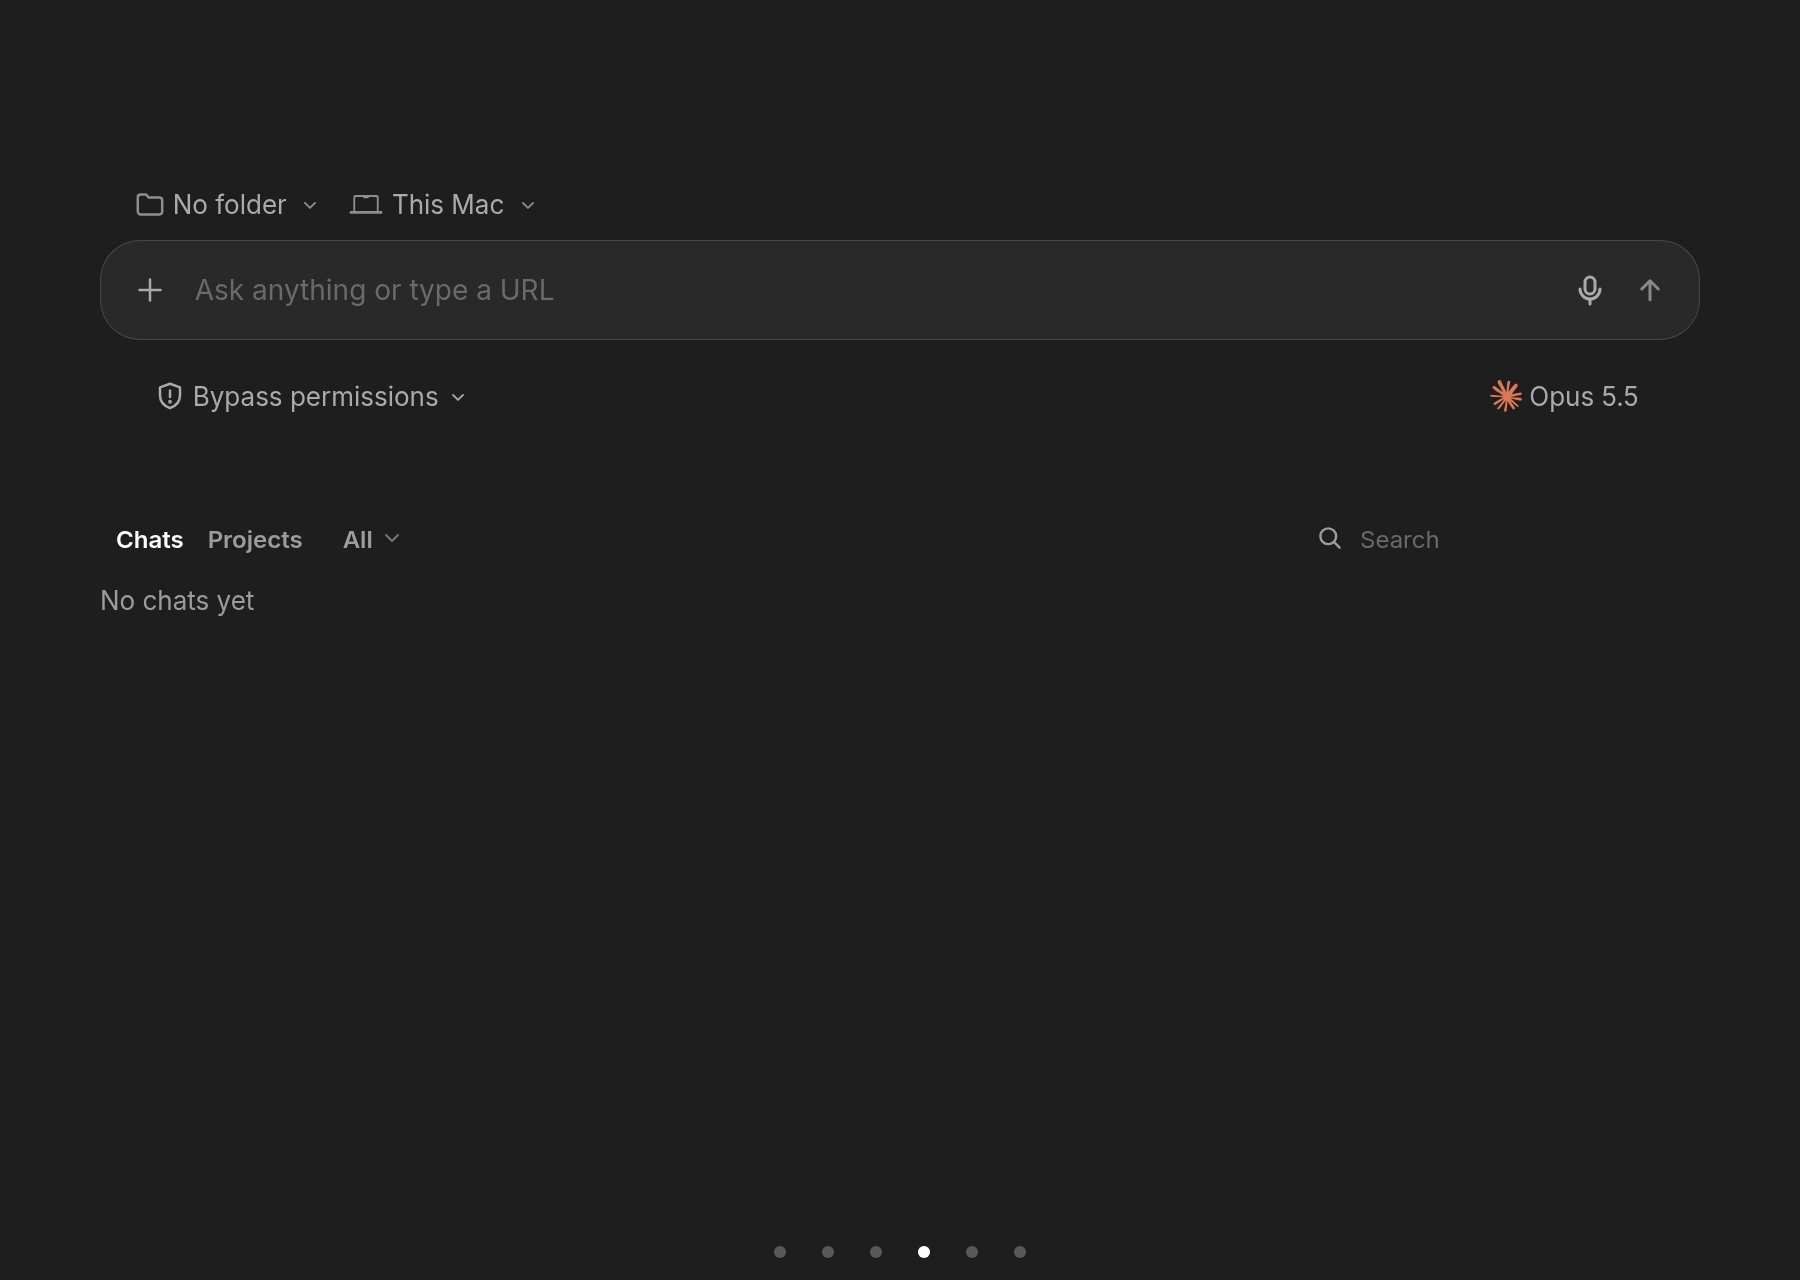 No folder This Mac
Ask anything or type a URL
Bypass permissions Opus 5.5
Chats Projects All Search
No chats yet